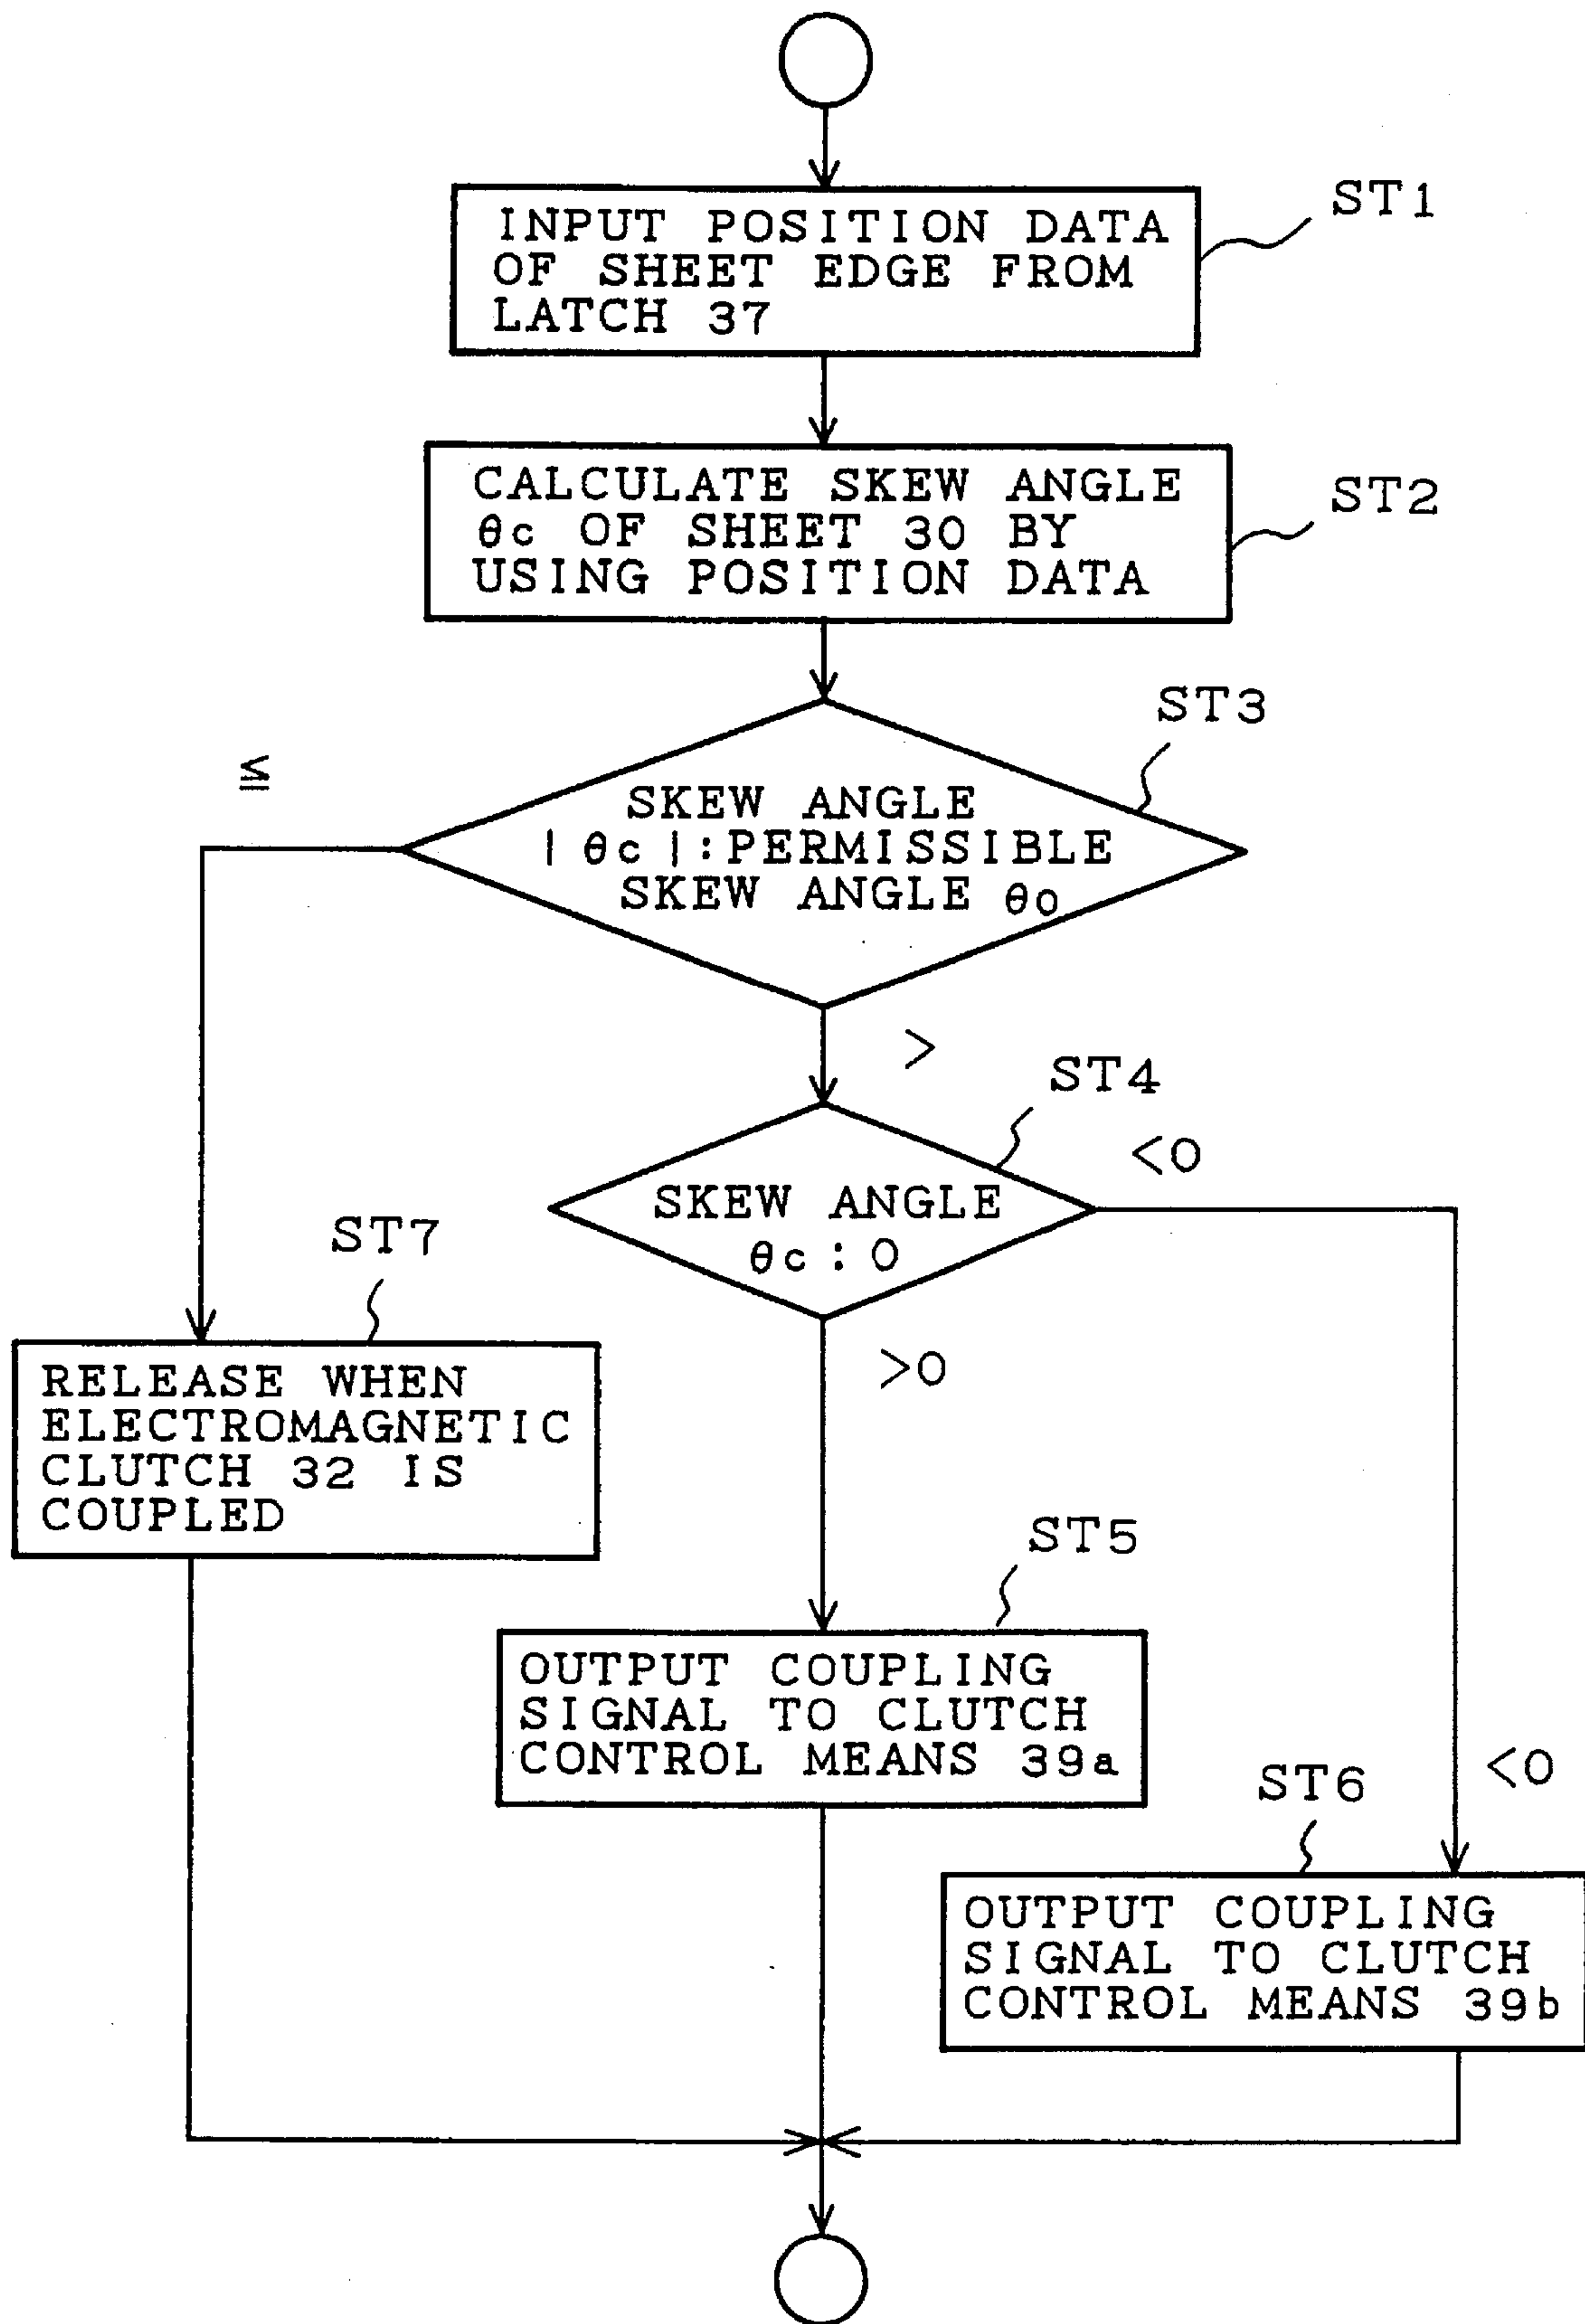 ST1
INPUT POSITION DATA
OF SHEET EDGE FROM
LATCH 37
ST2
CALCULATE SKEW ANGLE
θc OF SHEET 30 BY
USING POSITION DATA
ST3
≦
SKEW ANGLE
| θc | : PERMISSIBLE
SKEW ANGLE θ0
>
ST4
<0
SKEW ANGLE
θc : 0
>0
ST7
RELEASE WHEN
ELECTROMAGNETIC
CLUTCH 32 IS
COUPLED
ST5
OUTPUT COUPLING
SIGNAL TO CLUTCH
CONTROL MEANS 39a
<0
ST6
OUTPUT COUPLING
SIGNAL TO CLUTCH
CONTROL MEANS 39b